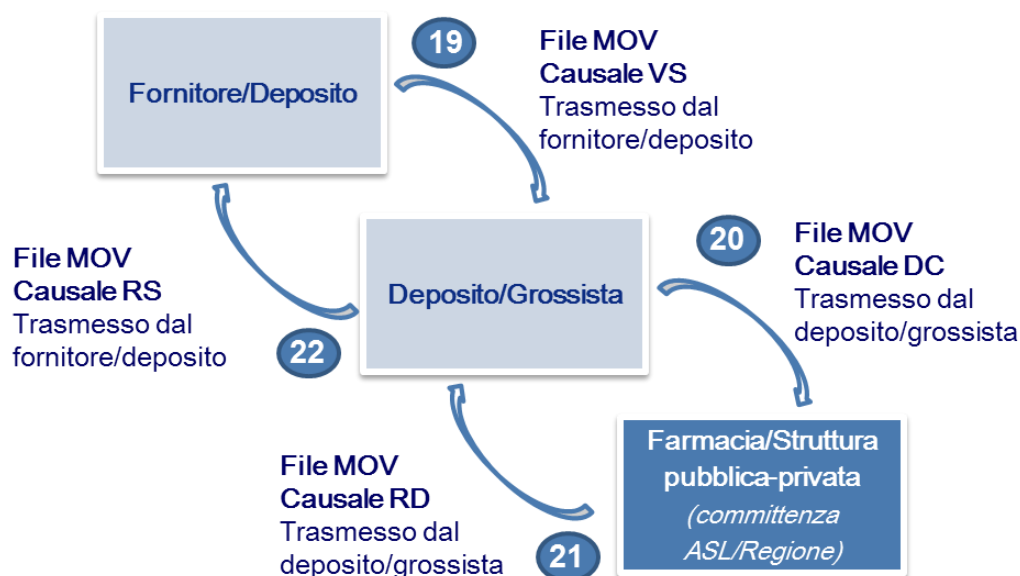 Fornitore/Deposito
19
File MOV
Causale VS
Trasmesso dal
fornitore/deposito
File MOV
Causale RS
Trasmesso dal
fornitore/deposito
22
Deposito/Grossista
20
File MOV
Causale DC
Trasmesso dal
deposito/grossista
File MOV
Causale RD
Trasmesso dal
deposito/grossista
21
Farmacia/Struttura
pubblica-privata
(committenza
ASL/Regione)